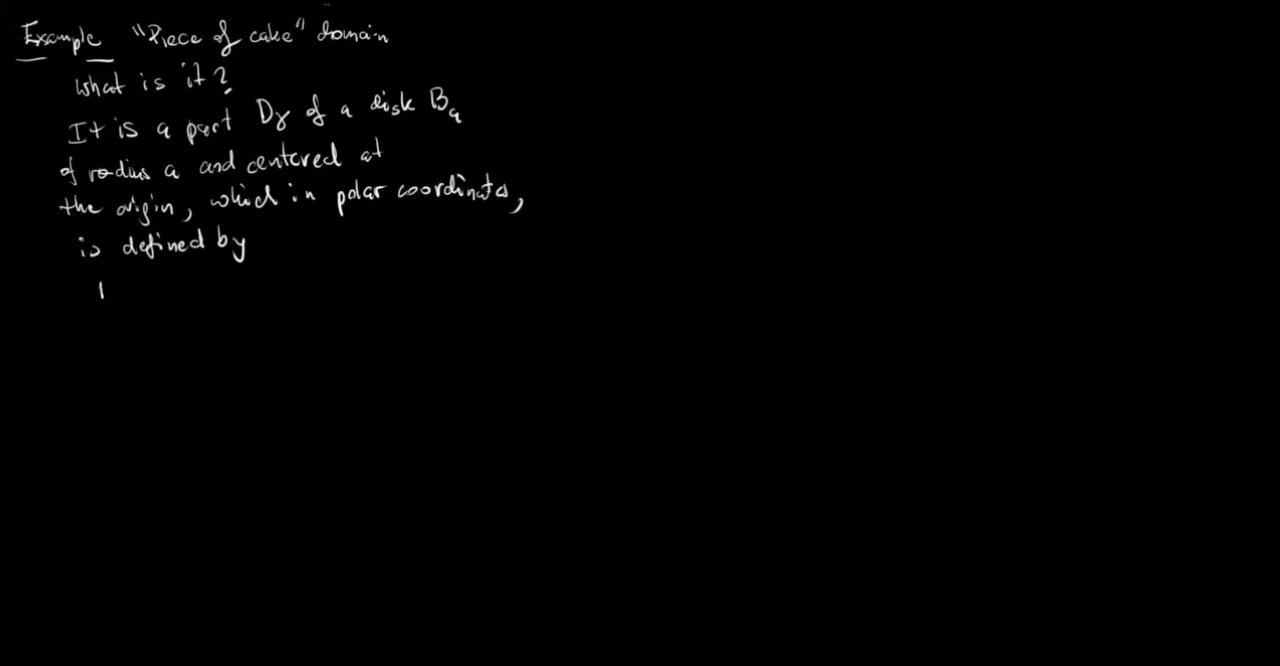 Example "Piece of cake" domain
What is it?
It is a part Dγ of a disk Ba
of radius a and centered at
the origin, which in polar coordinates,
is defined by